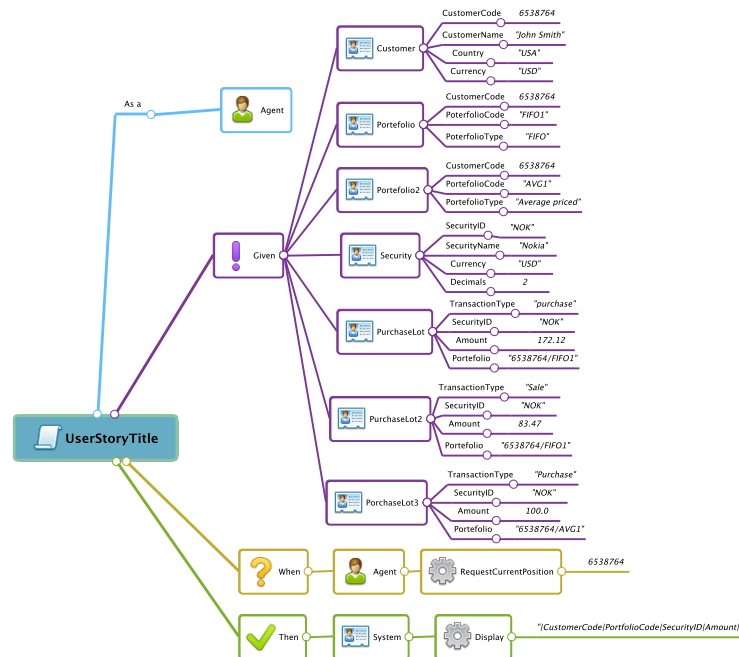 CustomerCode 6538764
CustomerName "John Smith"
Customer
Country "USA"
Currency "USD"
As a
Agent
CustomerCode 6538764
PoterfolioCode "FIFO1"
Portefolio
PoterfolioType "FIFO"
CustomerCode 6538764
PortefolioCode "AVG1"
Portefolio2
PortefolioType "Average priced"
SecurityID "NOK"
SecurityName "Nokia"
Given
Security
Currency "USD"
Decimals 2
TransactionType "purchase"
SecurityID "NOK"
PurchaseLot
Amount 172.12
Portefolio "6538764/FIFO1"
TransactionType "Sale"
SecurityID "NOK"
PurchaseLot2
Amount 83.47
Portefolio "6538764/FIFO1"
UserStoryTitle
TransactionType "Purchase"
SecurityID "NOK"
PorchaseLot3
Amount 100.0
Portefolio "6538764/AVG1"
When
Agent
RequestCurrentPosition
6538764
Then
System
Display
"|CustomerCode|PortfolioCode|SecurityID|Amount|